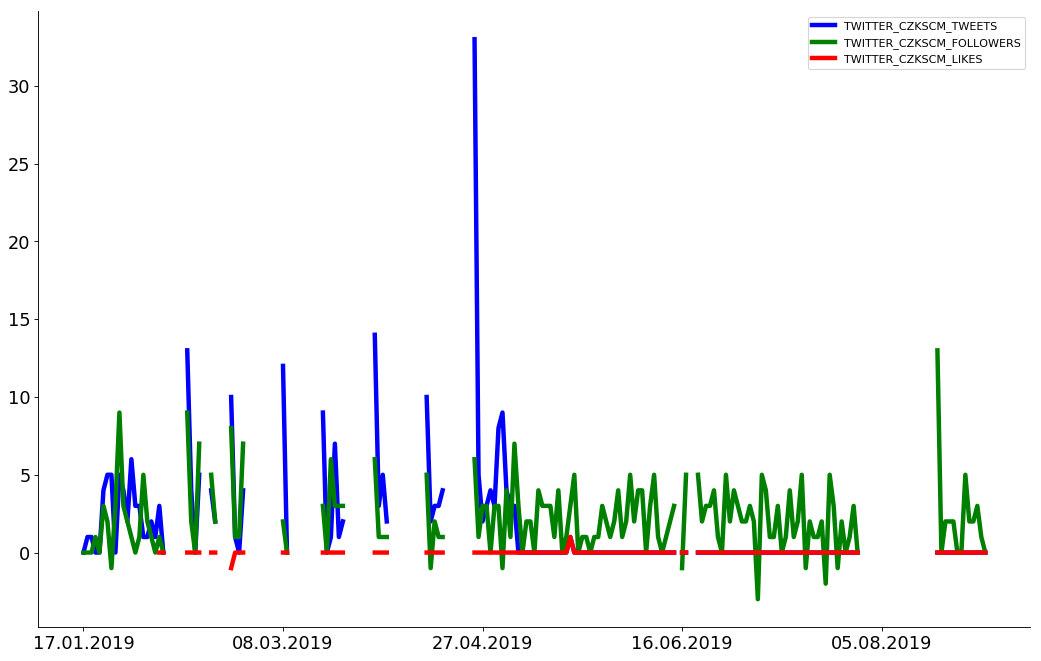 TWITTER_CZKSCM_TWEETS
TWITTER_CZKSCM_FOLLOWERS
TWITTER_CZKSCM_LIKES
30
25
20
15
10
5
0
17.01.2019 08.03.2019 27.04.2019 16.06.2019 05.08.2019